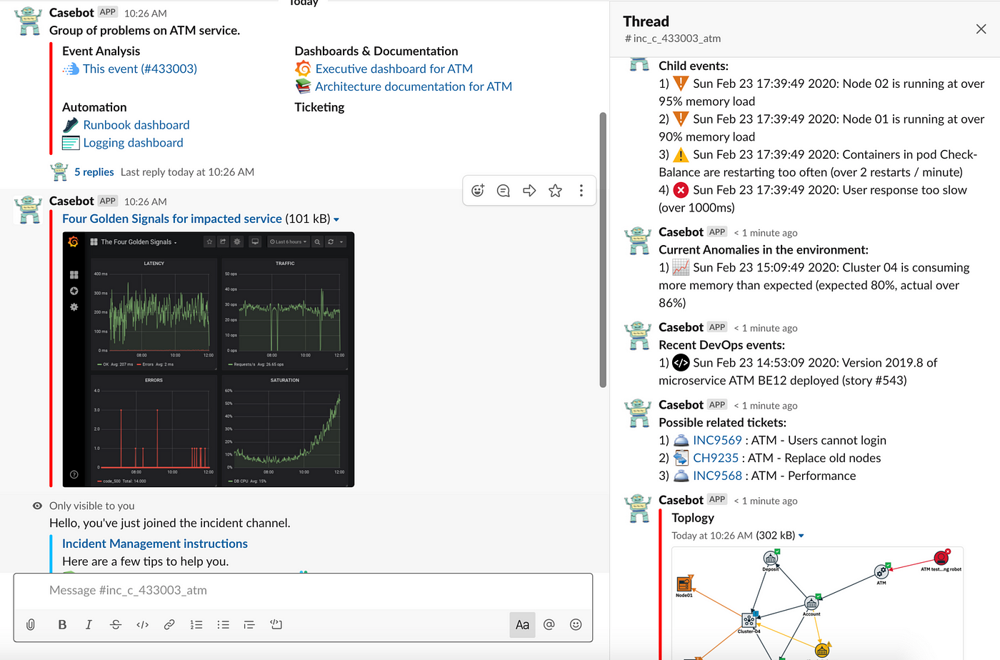 Today
Casebot APP 10:26 AM
Group of problems on ATM service.
Event Analysis
This event (#433003)
Dashboards & Documentation
Executive dashboard for ATM
Architecture documentation for ATM
Automation
Runbook dashboard
Logging dashboard
Ticketing
5 replies Last reply today at 10:26 AM
Casebot APP 10:26 AM
Four Golden Signals for impacted service (101 kB)
The Four Golden Signals
Last 6 hours
LATENCY
400 ms
300 ms
200 ms
100 ms
0 ms
08:00 10:00 12:00
OK Avg: 207 ms Errors Avg: 2 ms
TRAFFIC
50 ops
40 ops
30 ops
20 ops
10 ops
0 ops
08:00 10:00 12:00
Requests/s Avg: 26.65 ops
ERRORS
4.0
3.0
2.0
1.0
0
08:00 10:00 12:00
code_500 Total: 14.000
SATURATION
60%
50%
40%
30%
20%
10%
0%
08:00 10:00 12:00
DB CPU Avg: 15%
Only visible to you
Hello, you've just joined the incident channel.
Incident Management instructions
Here are a few tips to help you.
Message #inc_c_433003_atm
B I S
Aa @
Thread
# inc_c_433003_atm
Child events:
1) Sun Feb 23 17:39:49 2020: Node 02 is running at over
95% memory load
2) Sun Feb 23 17:39:49 2020: Node 01 is running at over
90% memory load
3) Sun Feb 23 17:39:49 2020: Containers in pod Check-
Balance are restarting too often (over 2 restarts / minute)
4) Sun Feb 23 17:39:49 2020: User response too slow
(over 1000ms)
Casebot APP < 1 minute ago
Current Anomalies in the environment:
1) Sun Feb 23 15:09:49 2020: Cluster 04 is consuming
more memory than expected (expected 80%, actual over
86%)
Casebot APP < 1 minute ago
Recent DevOps events:
1) Sun Feb 23 14:53:09 2020: Version 2019.8 of
microservice ATM BE12 deployed (story #543)
Casebot APP < 1 minute ago
Possible related tickets:
1) INC9569 : ATM - Users cannot login
2) CH9235 : ATM - Replace old nodes
3) INC9568 : ATM - Performance
Casebot APP < 1 minute ago
Toplogy
Today at 10:26 AM (302 kB)
Deposit
ATM test...ng robot
ATM
Node01
Account
Cluster-04